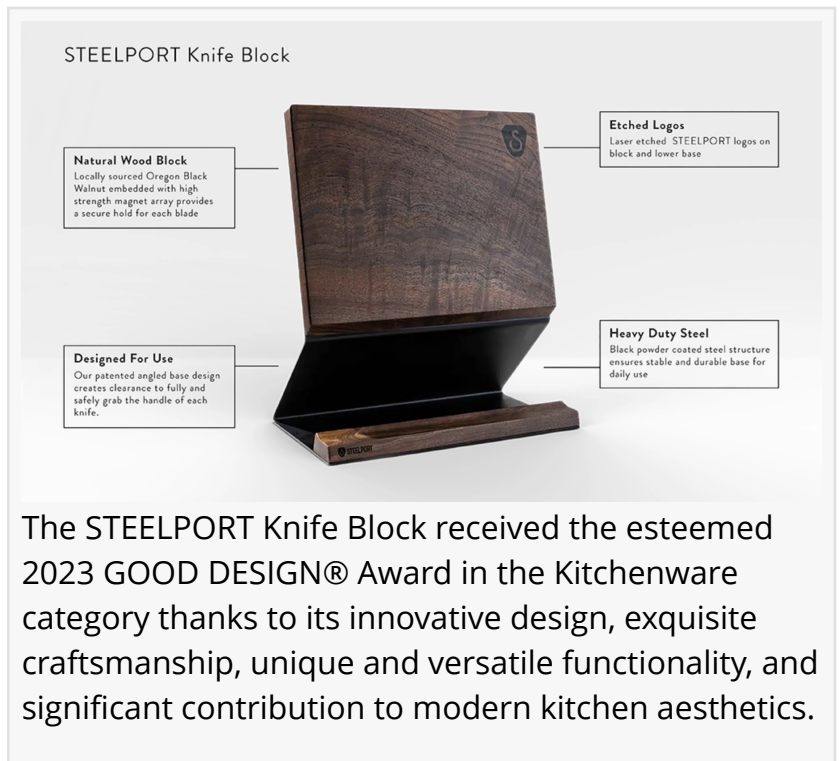 STEELPORT Knife Block
Natural Wood Block
Locally sourced Oregon Black
Walnut embedded with high
strength magnet array provides
a secure hold for each blade
Etched Logos
Laser etched STEELPORT logos on
block and lower base
S
Designed For Use
Our patented angled base design
creates clearance to fully and
safely grab the handle of each
knife.
Heavy Duty Steel
Black powder coated steel structure
ensures stable and durable base for
daily use
STEELPORT
The STEELPORT Knife Block received the esteemed
2023 GOOD DESIGN® Award in the Kitchenware
category thanks to its innovative design, exquisite
craftsmanship, unique and versatile functionality, and
significant contribution to modern kitchen aesthetics.